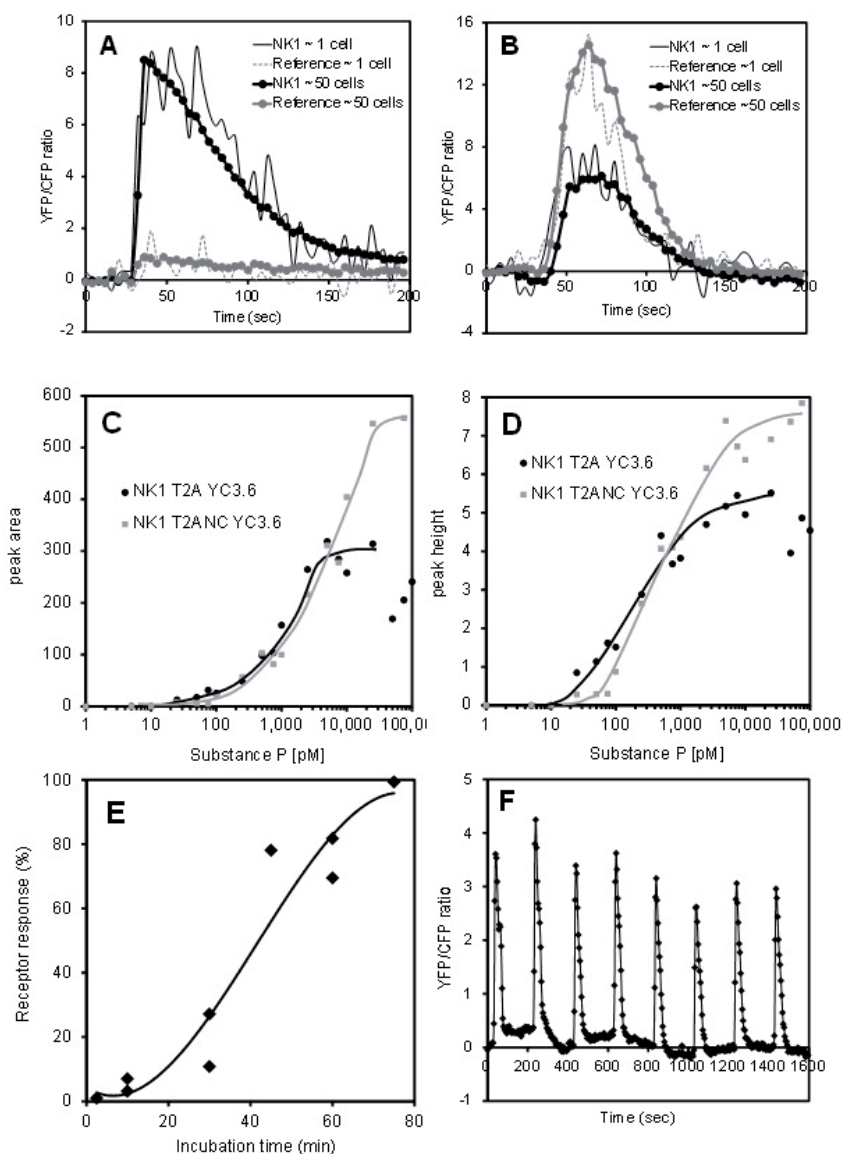 A
NK1 ~ 1 cell
Reference ~ 1 cell
NK1 ~50 cells
Reference ~50 cells
YFP/CFP ratio
10
8
6
4
2
0
-2
0
50
100
150
200
Time (sec)
B
NK1 ~ 1 cell
Reference ~1 cell
NK1 ~50 cells
Reference ~50 cells
YFP/CFP ratio
16
12
8
4
0
-4
0
50
100
150
200
Time (sec)
C
NK1 T2A YC3.6
NK1 T2ANC YC3.6
peak area
600
500
400
300
200
100
0
1
10
100
1,000
10,000
100,0
Substance P [pM]
D
NK1 T2A YC3.6
NK1 T2ANC YC3.6
peak height
8
7
6
5
4
3
2
1
0
1
10
100
1,000
10,000
100,000
Substance P [pM]
E
Receptor response (%)
100
80
60
40
20
0
0
20
40
60
80
Incubation time (min)
F
YFP/CFP ratio
5
4
3
2
1
0
-1
0
200
400
600
800
1000
1200
1400
1600
Time (sec)